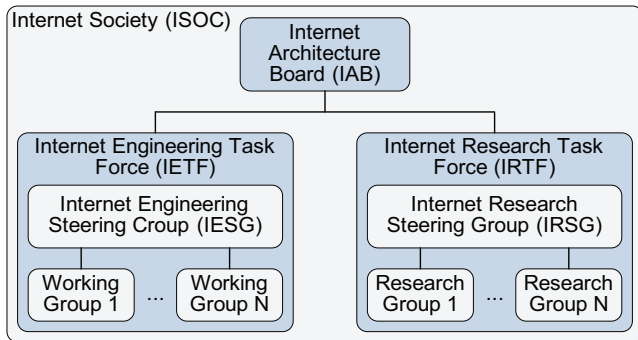 Internet Society (ISOC)
Internet
Architecture
Board (IAB)
Internet Engineering Task
Force (IETF)
Internet Engineering
Steering Croup (IESG)
Working
Group 1
...
Working
Group N
Internet Research Task
Force (IRTF)
Internet Research
Steering Group (IRSG)
Research
Group 1
...
Research
Group N